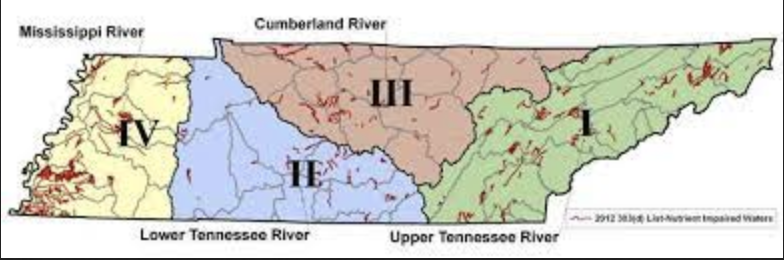 Mississippi River
Cumberland River
III
IV
I
II
Lower Tennessee River
Upper Tennessee River
2012 303(d) List-Nutrient Impaired Waters